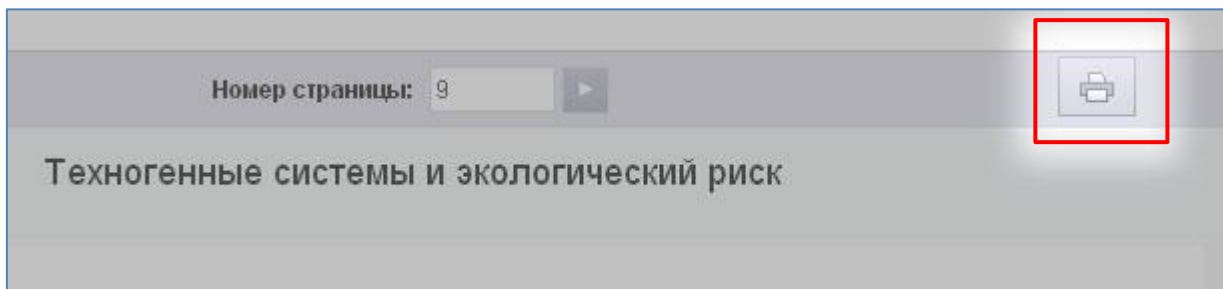 Номер страницы: 9
Техногенные системы и экологический риск